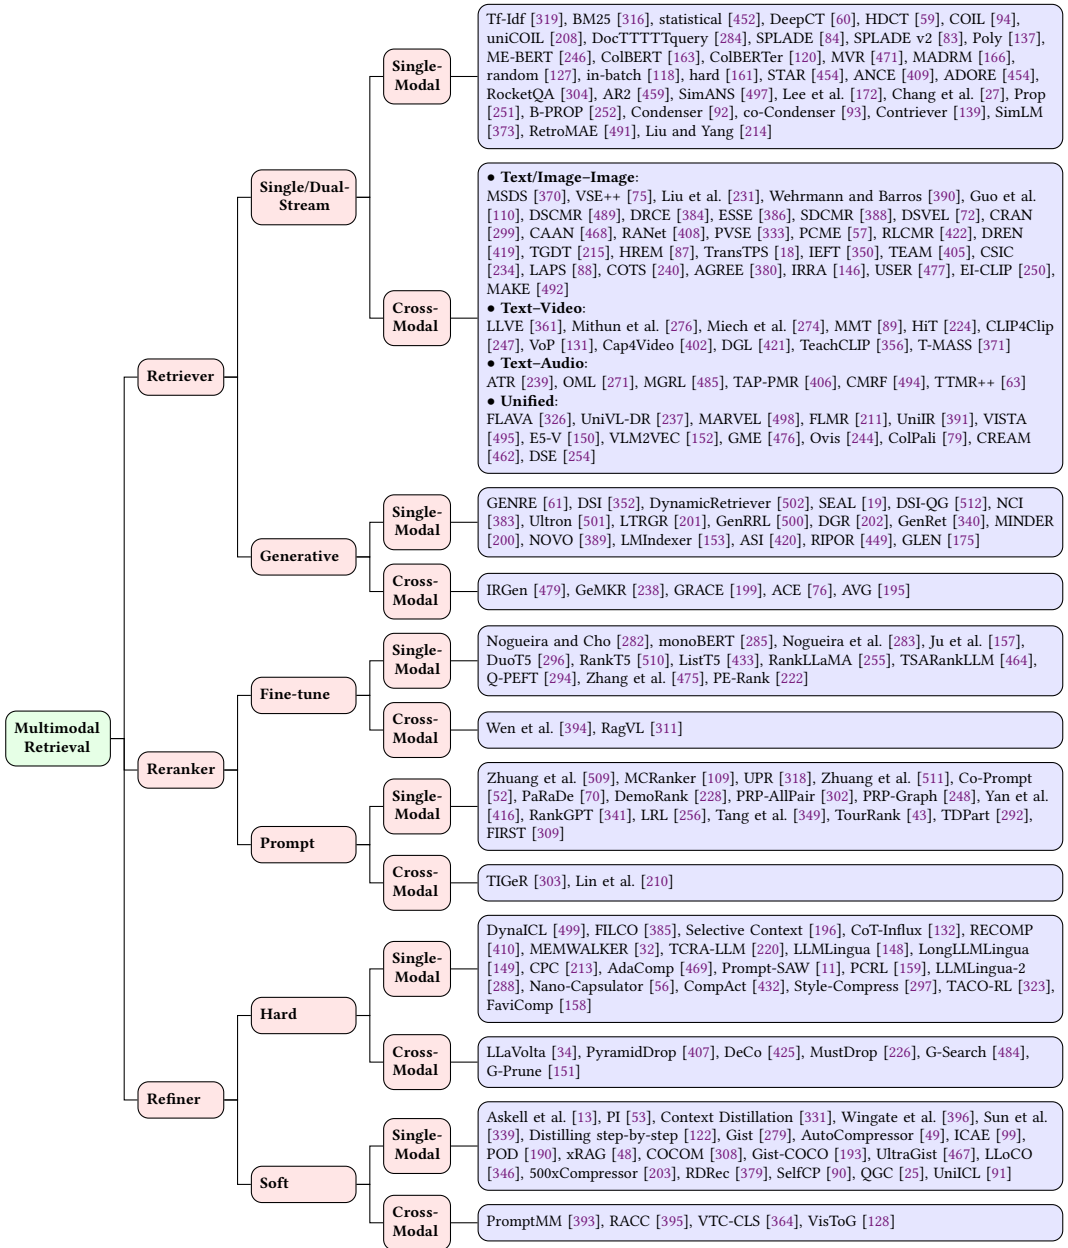 Multimodal
Retrieval
Retriever
Single/Dual-
Stream
Single-
Modal
Tf-Idf [319], BM25 [316], statistical [452], DeepCT [60], HDCT [59], COIL [94],
uniCOIL [208], DocTTTTTquery [284], SPLADE [84], SPLADE v2 [83], Poly [137],
ME-BERT [246], ColBERT [163], ColBERTer [120], MVR [471], MADRM [166],
random [127], in-batch [118], hard [161], STAR [454], ANCE [409], ADORE [454],
RocketQA [304], AR2 [459], SimANS [497], Lee et al. [172], Chang et al. [27], Prop
[251], B-PROP [252], Condenser [92], co-Condenser [93], Contriever [139], SimLM
[373], RetroMAE [491], Liu and Yang [214]
Cross-
Modal
● Text/Image–Image:
MSDS [370], VSE++ [75], Liu et al. [231], Wehrmann and Barros [390], Guo et al.
[110], DSCMR [489], DRCE [384], ESSE [386], SDCMR [388], DSVEL [72], CRAN
[299], CAAN [468], RANet [408], PVSE [333], PCME [57], RLCMR [422], DREN
[419], TGDT [215], HREM [87], TransTPS [18], IEFT [350], TEAM [405], CSIC
[234], LAPS [88], COTS [240], AGREE [380], IRRA [146], USER [477], EI-CLIP [250],
MAKE [492]
● Text–Video:
LLVE [361], Mithun et al. [276], Miech et al. [274], MMT [89], HiT [224], CLIP4Clip
[247], VoP [131], Cap4Video [402], DGL [421], TeachCLIP [356], T-MASS [371]
● Text–Audio:
ATR [239], OML [271], MGRL [485], TAP-PMR [406], CMRF [494], TTMR++ [63]
● Unified:
FLAVA [326], UniVL-DR [237], MARVEL [498], FLMR [211], UniIR [391], VISTA
[495], E5-V [150], VLM2VEC [152], GME [476], Ovis [244], ColPali [79], CREAM
[462], DSE [254]
Generative
Single-
Modal
GENRE [61], DSI [352], DynamicRetriever [502], SEAL [19], DSI-QG [512], NCI
[383], Ultron [501], LTRGR [201], GenRRL [500], DGR [202], GenRet [340], MINDER
[200], NOVO [389], LMIndexer [153], ASI [420], RIPOR [449], GLEN [175]
Cross-
Modal
IRGen [479], GeMKR [238], GRACE [199], ACE [76], AVG [195]
Reranker
Fine-tune
Single-
Modal
Nogueira and Cho [282], monoBERT [285], Nogueira et al. [283], Ju et al. [157],
DuoT5 [296], RankT5 [510], ListT5 [433], RankLLaMA [255], TSARankLLM [464],
Q-PEFT [294], Zhang et al. [475], PE-Rank [222]
Cross-
Modal
Wen et al. [394], RagVL [311]
Prompt
Single-
Modal
Zhuang et al. [509], MCRanker [109], UPR [318], Zhuang et al. [511], Co-Prompt
[52], PaRaDe [70], DemoRank [228], PRP-AllPair [302], PRP-Graph [248], Yan et al.
[416], RankGPT [341], LRL [256], Tang et al. [349], TourRank [43], TDPart [292],
FIRST [309]
Cross-
Modal
TIGeR [303], Lin et al. [210]
Refiner
Hard
Single-
Modal
DynaICL [499], FILCO [385], Selective Context [196], CoT-Influx [132], RECOMP
[410], MEMWALKER [32], TCRA-LLM [220], LLMLingua [148], LongLLMLingua
[149], CPC [213], AdaComp [469], Prompt-SAW [11], PCRL [159], LLMLingua-2
[288], Nano-Capsulator [56], CompAct [432], Style-Compress [297], TACO-RL [323],
FaviComp [158]
Cross-
Modal
LLaVolta [34], PyramidDrop [407], DeCo [425], MustDrop [226], G-Search [484],
G-Prune [151]
Soft
Single-
Modal
Askell et al. [13], PI [53], Context Distillation [331], Wingate et al. [396], Sun et al.
[339], Distilling step-by-step [122], Gist [279], AutoCompressor [49], ICAE [99],
POD [190], xRAG [48], COCOM [308], Gist-COCO [193], UltraGist [467], LLoCO
[346], 500xCompressor [203], RDRec [379], SelfCP [90], QGC [25], UniICL [91]
Cross-
Modal
PromptMM [393], RACC [395], VTC-CLS [364], VisToG [128]